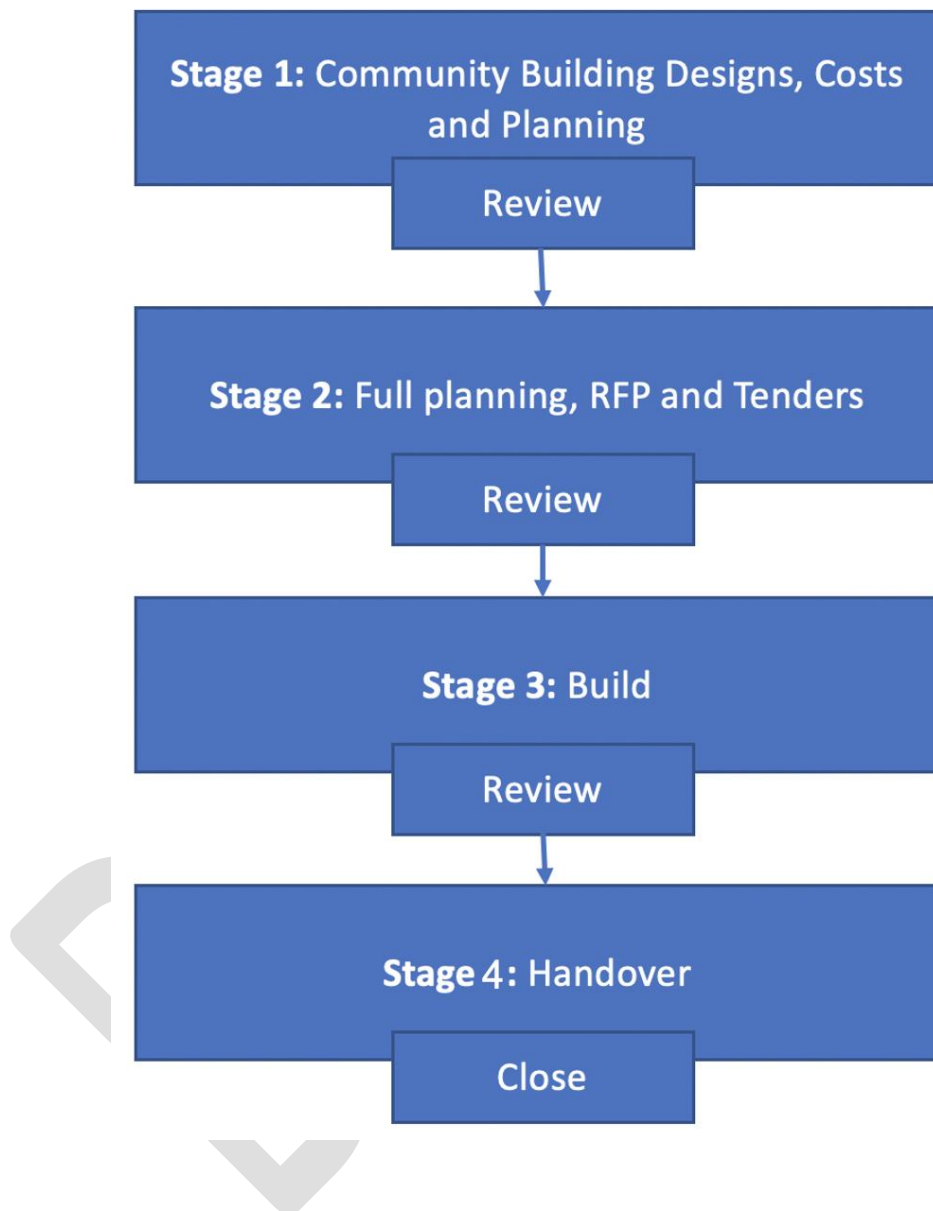 Stage 1: Community Building Designs, Costs
and Planning
Review
Stage 2: Full planning, RFP and Tenders
Review
Stage 3: Build
Review
Stage 4: Handover
Close